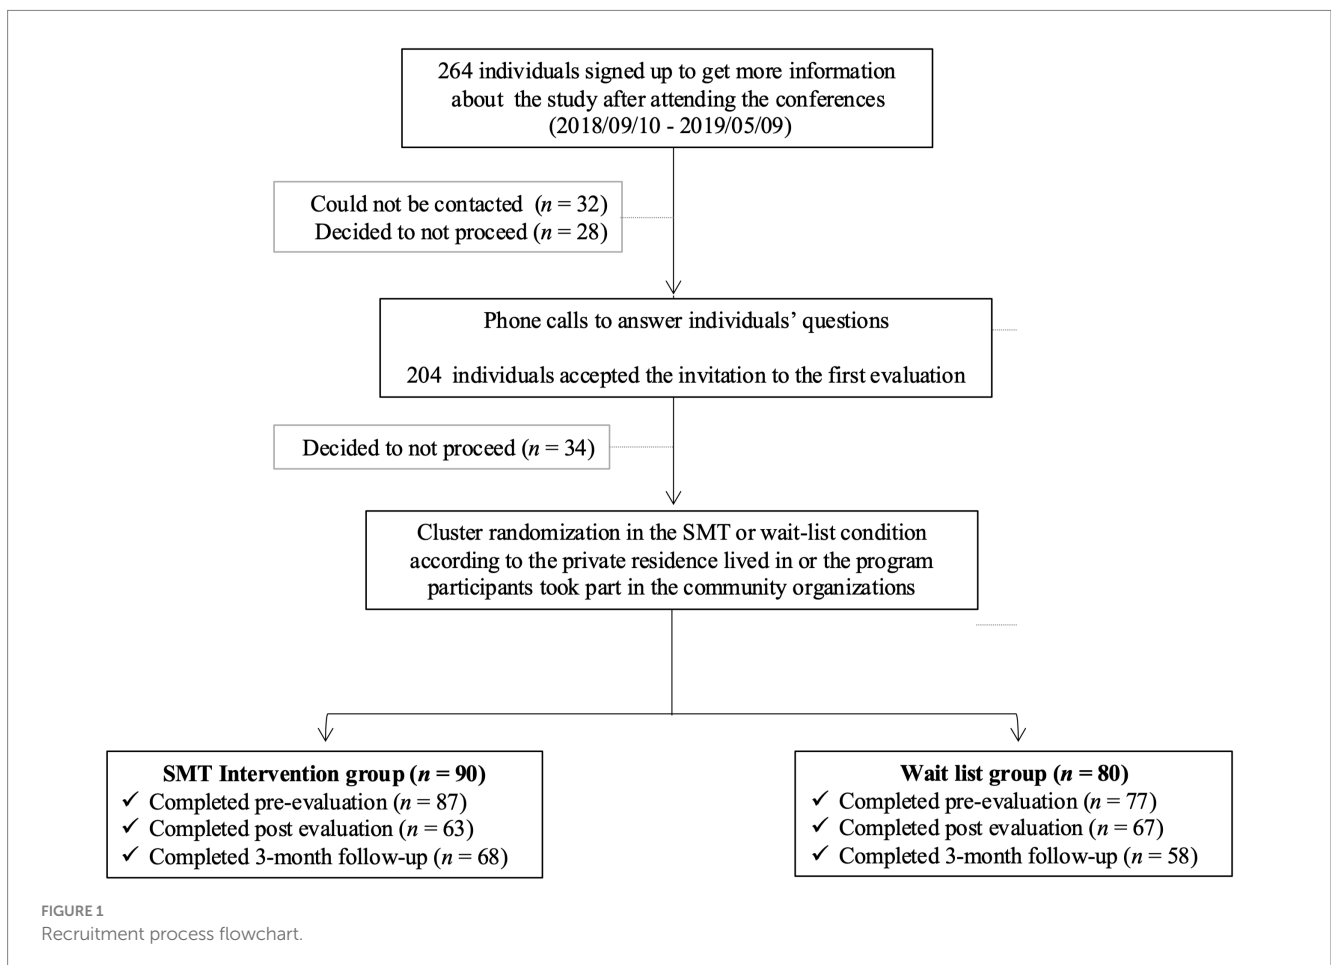 264 individuals signed up to get more information
about the study after attending the conferences
(2018/09/10 - 2019/05/09)
Could not be contacted (n = 32)
Decided to not proceed (n = 28)
Phone calls to answer individuals’ questions
204 individuals accepted the invitation to the first evaluation
Decided to not proceed (n = 34)
Cluster randomization in the SMT or wait-list condition
according to the private residence lived in or the program
participants took part in the community organizations
SMT Intervention group (n = 90)
✓ Completed pre-evaluation (n = 87)
✓ Completed post evaluation (n = 63)
✓ Completed 3-month follow-up (n = 68)
Wait list group (n = 80)
✓ Completed pre-evaluation (n = 77)
✓ Completed post evaluation (n = 67)
✓ Completed 3-month follow-up (n = 58)
FIGURE 1
Recruitment process flowchart.